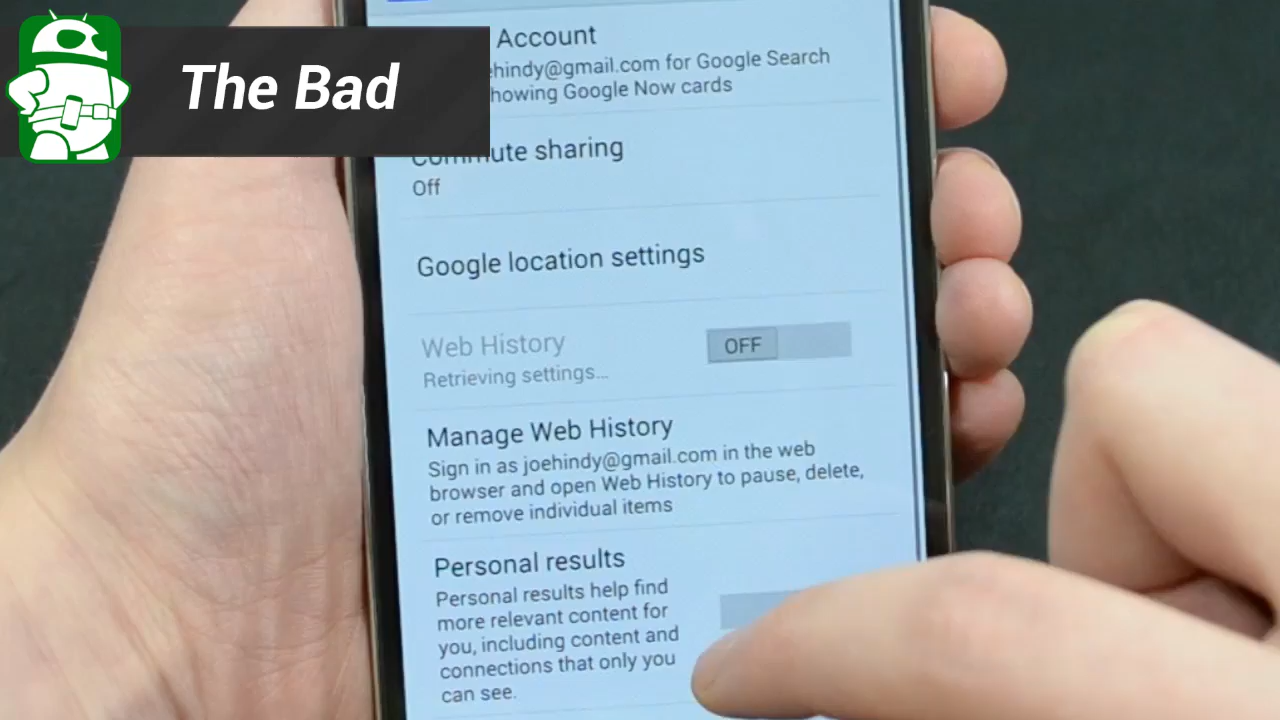 The Bad
Account
ehindy@gmail.com for Google Search
howing Google Now cards
Commute sharing
Off
Google location settings
Web History
OFF
Retrieving settings...
Manage Web History
Sign in as joehindy@gmail.com in the web
browser and open Web History to pause, delete,
or remove individual items
Personal results
Personal results help find
more relevant content for
you, including content and
connections that only you
can see.